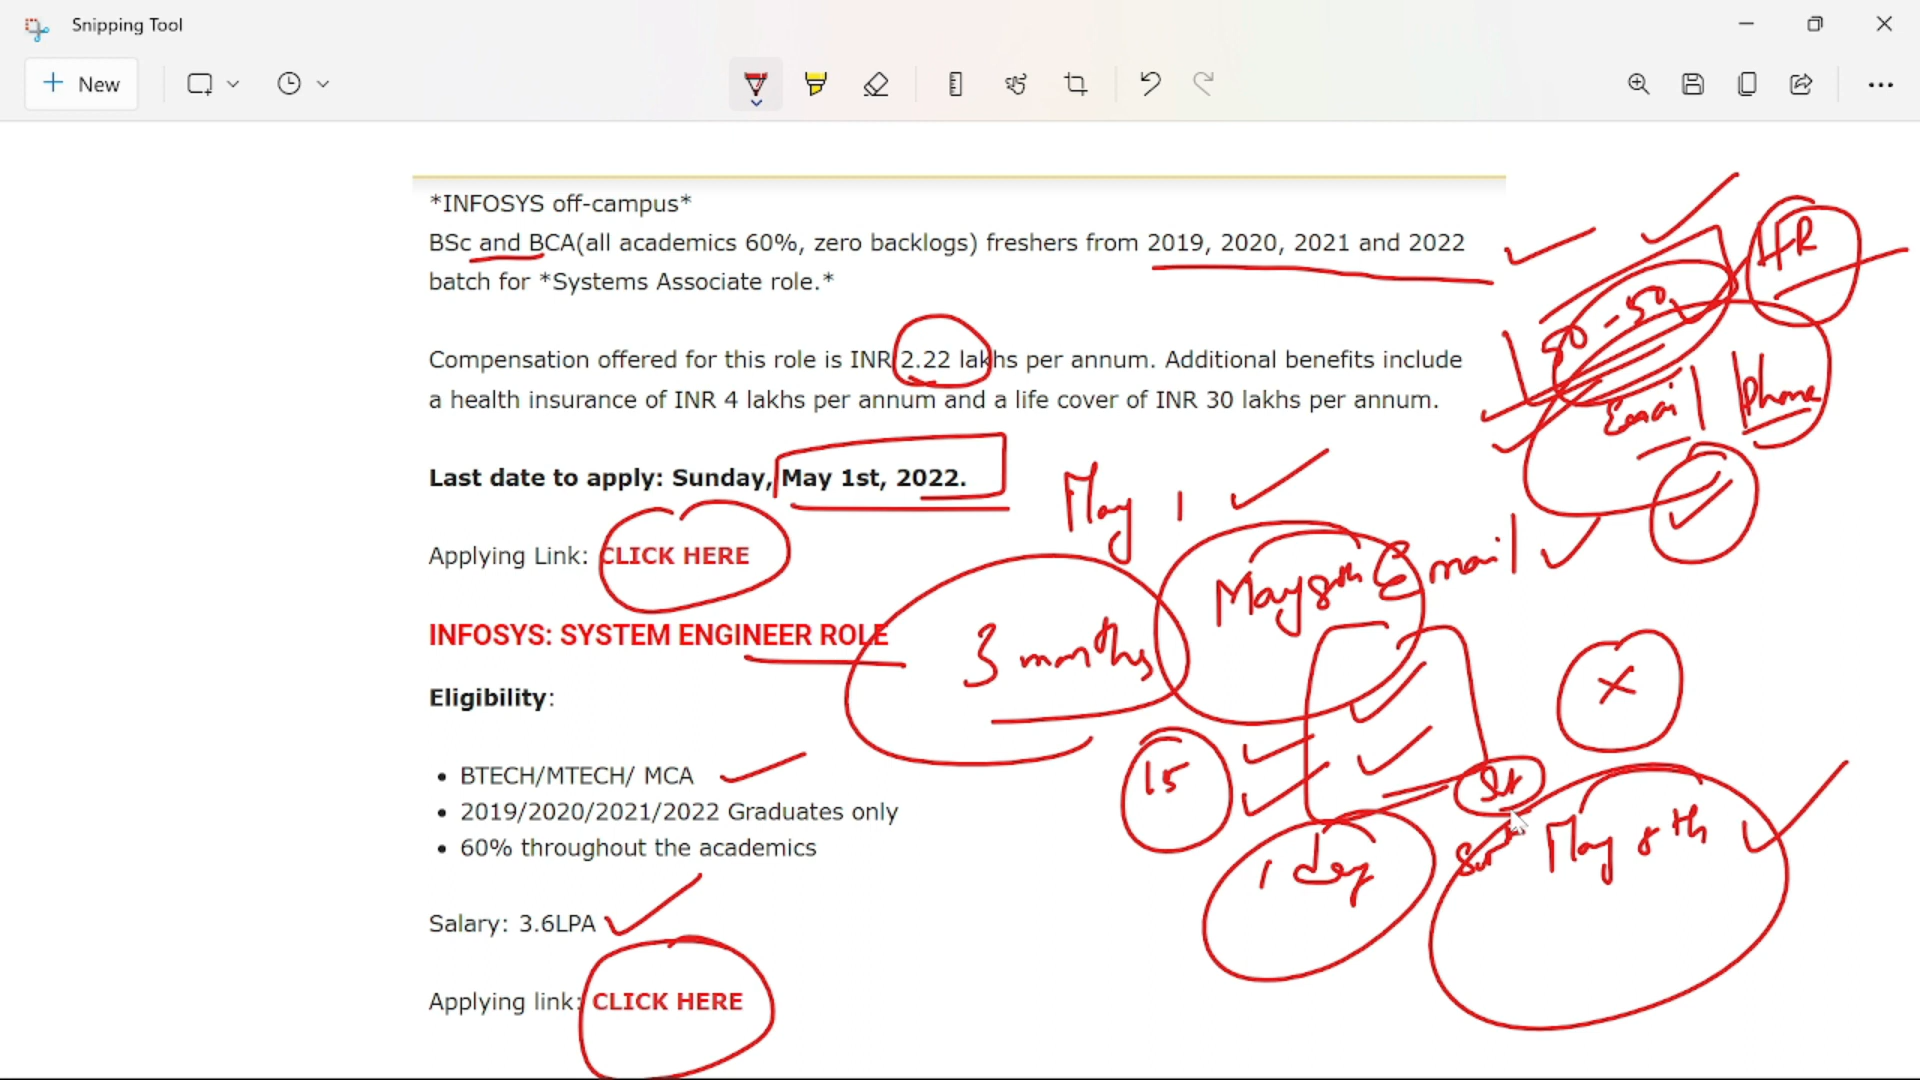 Snipping Tool
New
*INFOSYS off-campus*
BSc and BCA(all academics 60%, zero backlogs) freshers from 2019, 2020, 2021 and 2022
batch for *Systems Associate role.*
HR
50-50
Compensation offered for this role is INR 2.22 lakhs per annum. Additional benefits include
a health insurance of INR 4 lakhs per annum and a life cover of INR 30 lakhs per annum.
Email phone
Last date to apply: Sunday, May 1st, 2022.
May 1
Applying Link: CLICK HERE
May 8th Email
INFOSYS: SYSTEM ENGINEER ROLE
3 months
Eligibility:
• BTECH/MTECH/ MCA
15
• 2019/2020/2021/2022 Graduates only
• 60% throughout the academics
1 day
Sun May 8th
Salary: 3.6LPA
Applying link: CLICK HERE